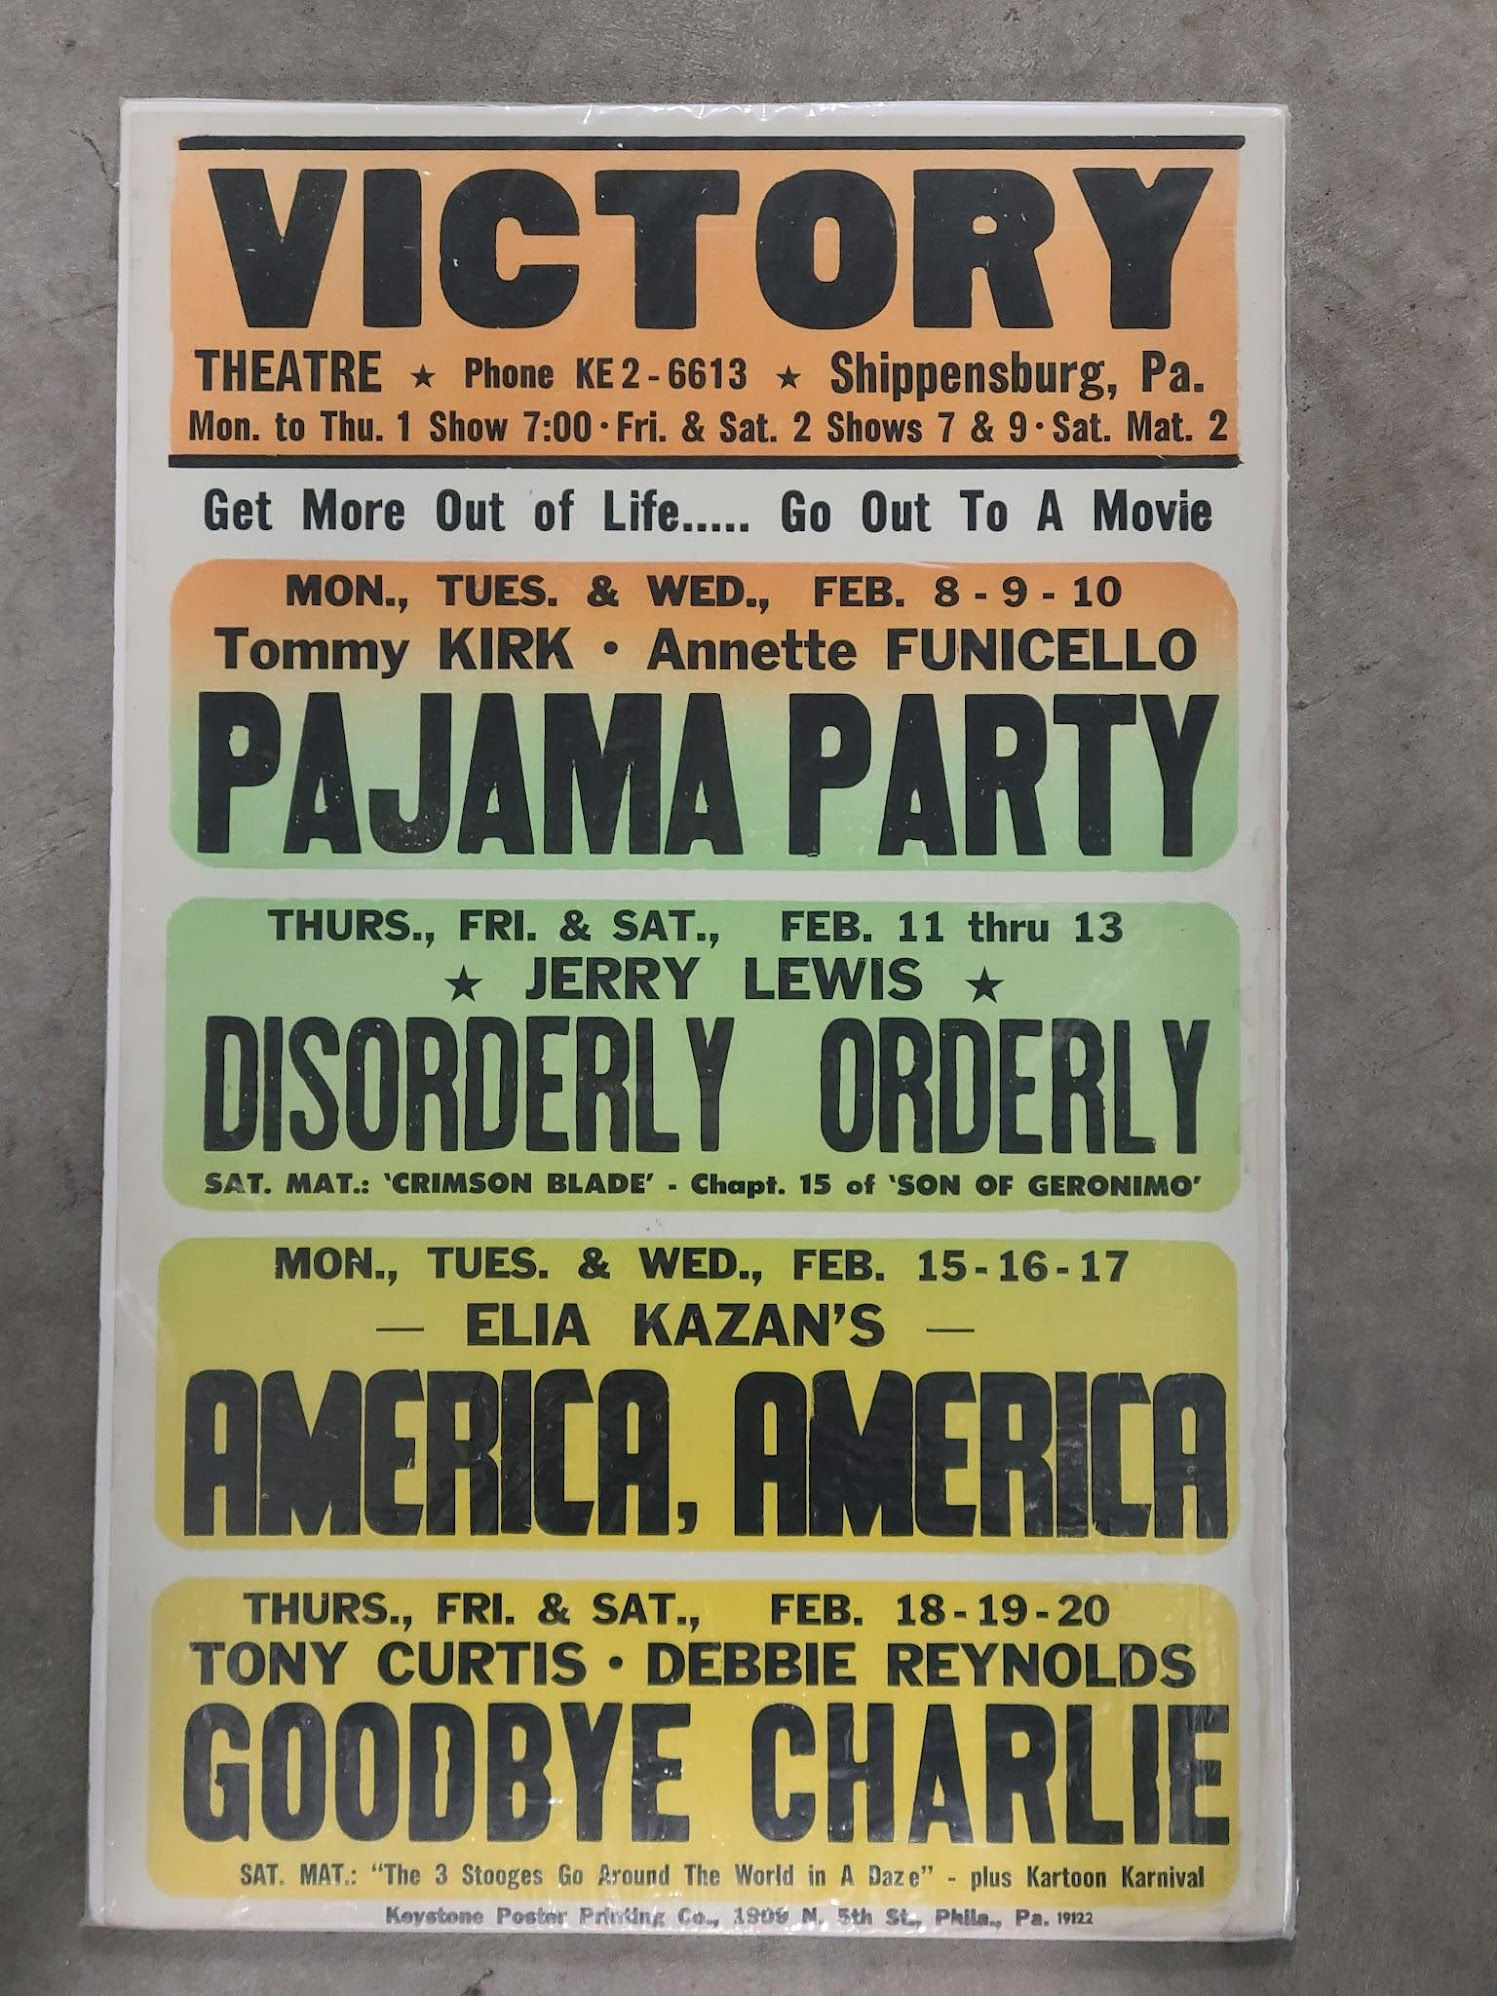 VICTORY
THEATRE ★ Phone KE 2-6613 ★ Shippensburg, Pa.
Mon. to Thu. 1 Show 7:00 · Fri. & Sat. 2 Shows 7 & 9 · Sat. Mat. 2
Get More Out of Life..... Go Out To A Movie
MON., TUES. & WED., FEB. 8 - 9 - 10
Tommy KIRK · Annette FUNICELLO
PAJAMA PARTY
THURS., FRI. & SAT., FEB. 11 thru 13
★ JERRY LEWIS ★
DISORDERLY ORDERLY
SAT. MAT.: 'CRIMSON BLADE' - Chapt. 15 of 'SON OF GERONIMO'
MON., TUES. & WED., FEB. 15 - 16 - 17
— ELIA KAZAN'S —
AMERICA, AMERICA
THURS., FRI. & SAT., FEB. 18 - 19 - 20
TONY CURTIS · DEBBIE REYNOLDS
GOODBYE CHARLIE
SAT. MAT.: "The 3 Stooges Go Around The World in A Daze" - plus Kartoon Karnival
Keystone Poster Printing Co., 1909 N. 5th St., Phila., Pa. 19122